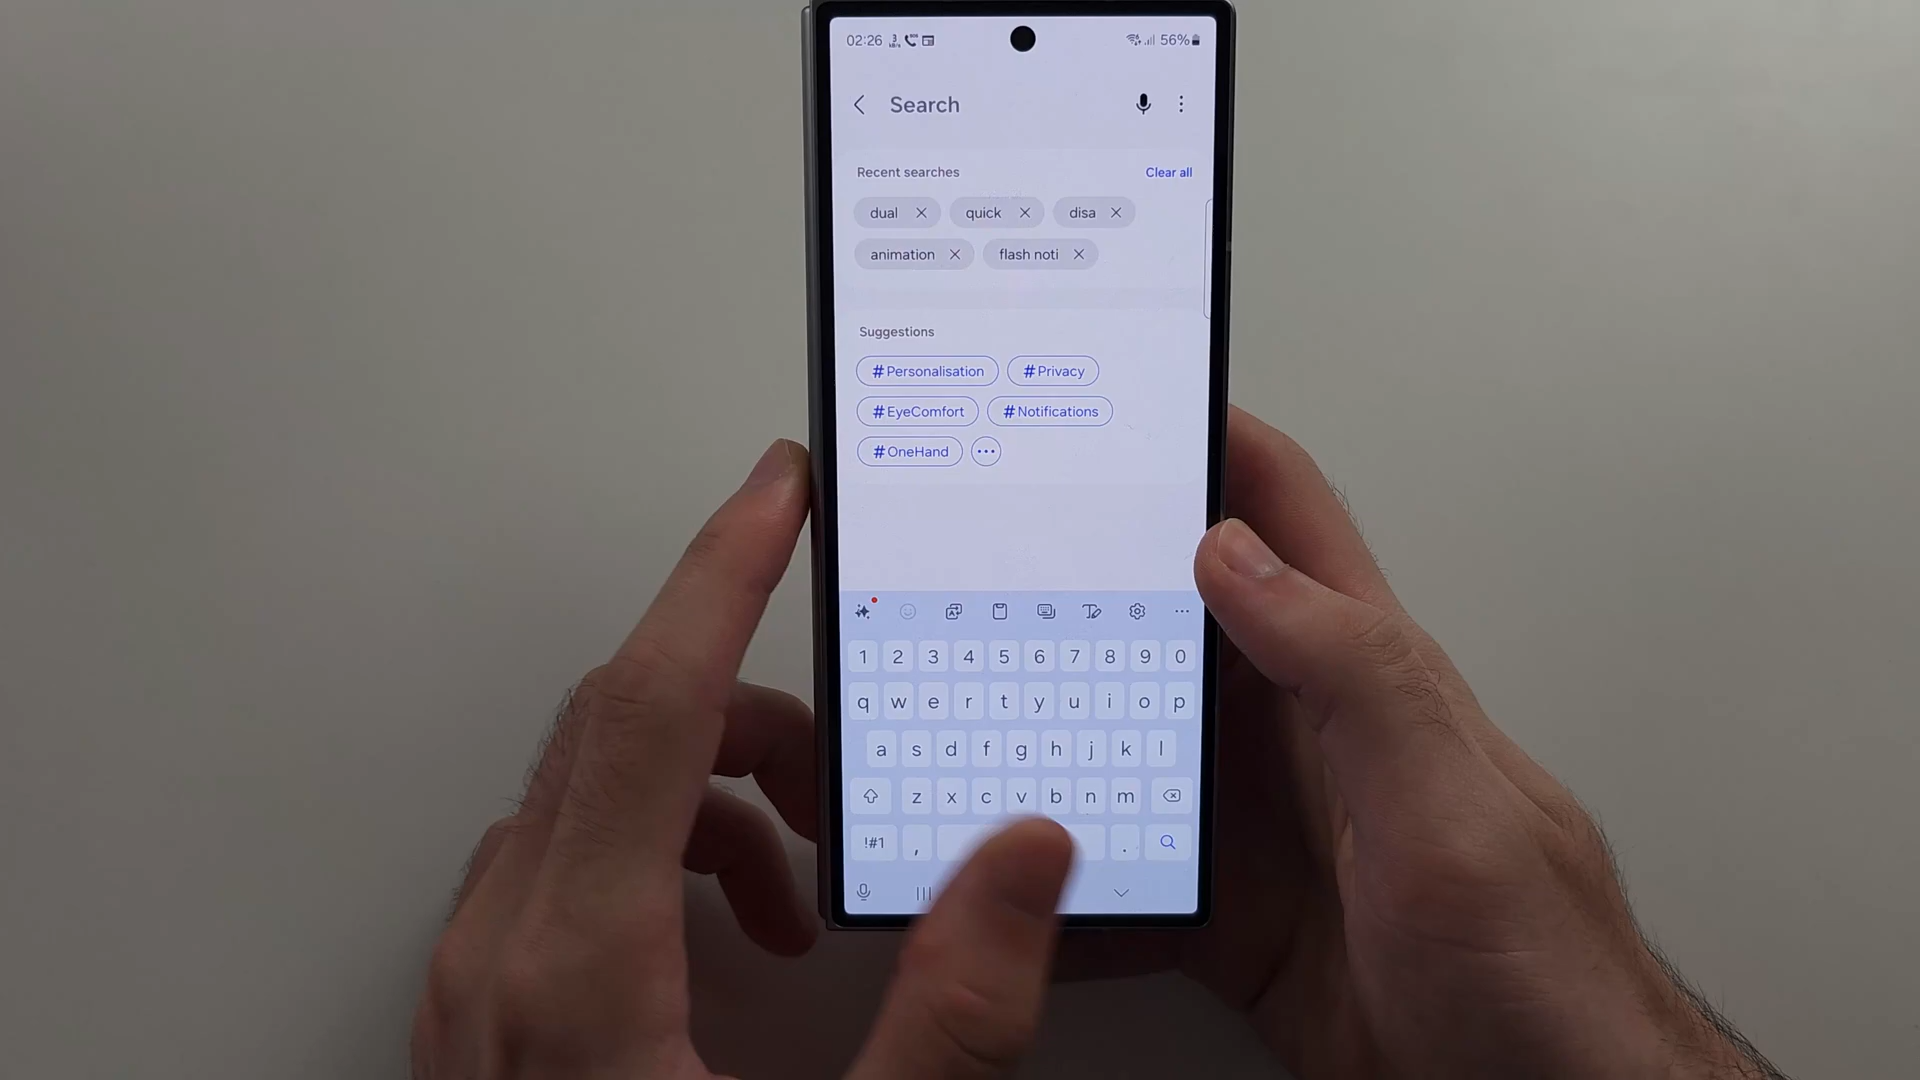 02:26 56%
Search
Recent searches Clear all
dual quick disa
animation flash noti
Suggestions
#Personalisation #Privacy
#EyeComfort #Notifications
#OneHand
1 2 3 4 5 6 7 8 9 0
q w e r t y u i o p
a s d f g h j k l
z x c v b n m
!#1 , .